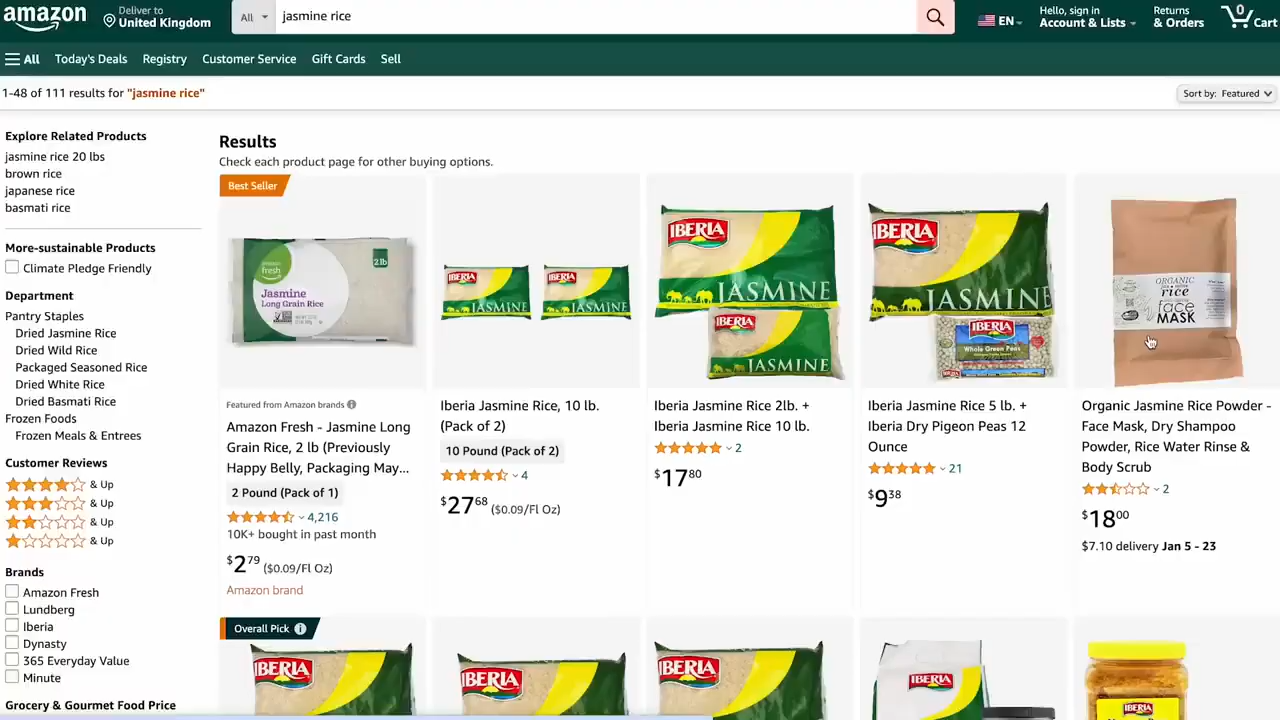 amazon
Deliver to
United Kingdom
All
jasmine rice
EN
Hello, sign in
Account & Lists
Returns
& Orders
0
Cart
All
Today's Deals
Registry
Customer Service
Gift Cards
Sell
1-48 of 111 results for "jasmine rice"
Sort by: Featured
Explore Related Products
jasmine rice 20 lbs
brown rice
japanese rice
basmati rice
More-sustainable Products
Climate Pledge Friendly
Department
Pantry Staples
Dried Jasmine Rice
Dried Wild Rice
Packaged Seasoned Rice
Dried White Rice
Dried Basmati Rice
Frozen Foods
Frozen Meals & Entrees
Customer Reviews
& Up
& Up
& Up
& Up
Brands
Amazon Fresh
Lundberg
Iberia
Dynasty
365 Everyday Value
Minute
Grocery & Gourmet Food Price
Results
Check each product page for other buying options.
Best Seller
amazon
fresh
Jasmine
Long Grain Rice
2lb
Featured from Amazon brands
Amazon Fresh - Jasmine Long
Grain Rice, 2 lb (Previously
Happy Belly, Packaging May...
2 Pound (Pack of 1)
4,216
10K+ bought in past month
$2 79 ($0.09/Fl Oz)
Amazon brand
IBERIA
JASMINE
IBERIA
JASMINE
Iberia Jasmine Rice, 10 lb.
(Pack of 2)
10 Pound (Pack of 2)
4
$27 68 ($0.09/Fl Oz)
IBERIA
JASMINE
IBERIA
JASMINE
Iberia Jasmine Rice 2lb. +
Iberia Jasmine Rice 10 lb.
2
$17 80
IBERIA
JASMINE
IBERIA
Whole Green Peas
Iberia Jasmine Rice 5 lb. +
Iberia Dry Pigeon Peas 12
Ounce
21
$9 38
ORGANIC
rice
face
MASK
Organic Jasmine Rice Powder -
Face Mask, Dry Shampoo
Powder, Rice Water Rinse &
Body Scrub
2
$18 00
$7.10 delivery Jan 5 - 23
Overall Pick
IBERIA
IBERIA
IBERIA
IBERIA
IBERIA